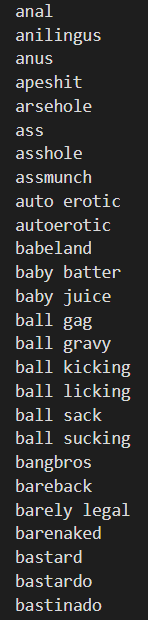 anal
anilingus
anus
apeshit
arsehole
ass
asshole
assmunch
auto erotic
autoerotic
babeland
baby batter
baby juice
ball gag
ball gravy
ball kicking
ball licking
ball sack
ball sucking
bangbros
bareback
barely legal
barenaked
bastard
bastardo
bastinado